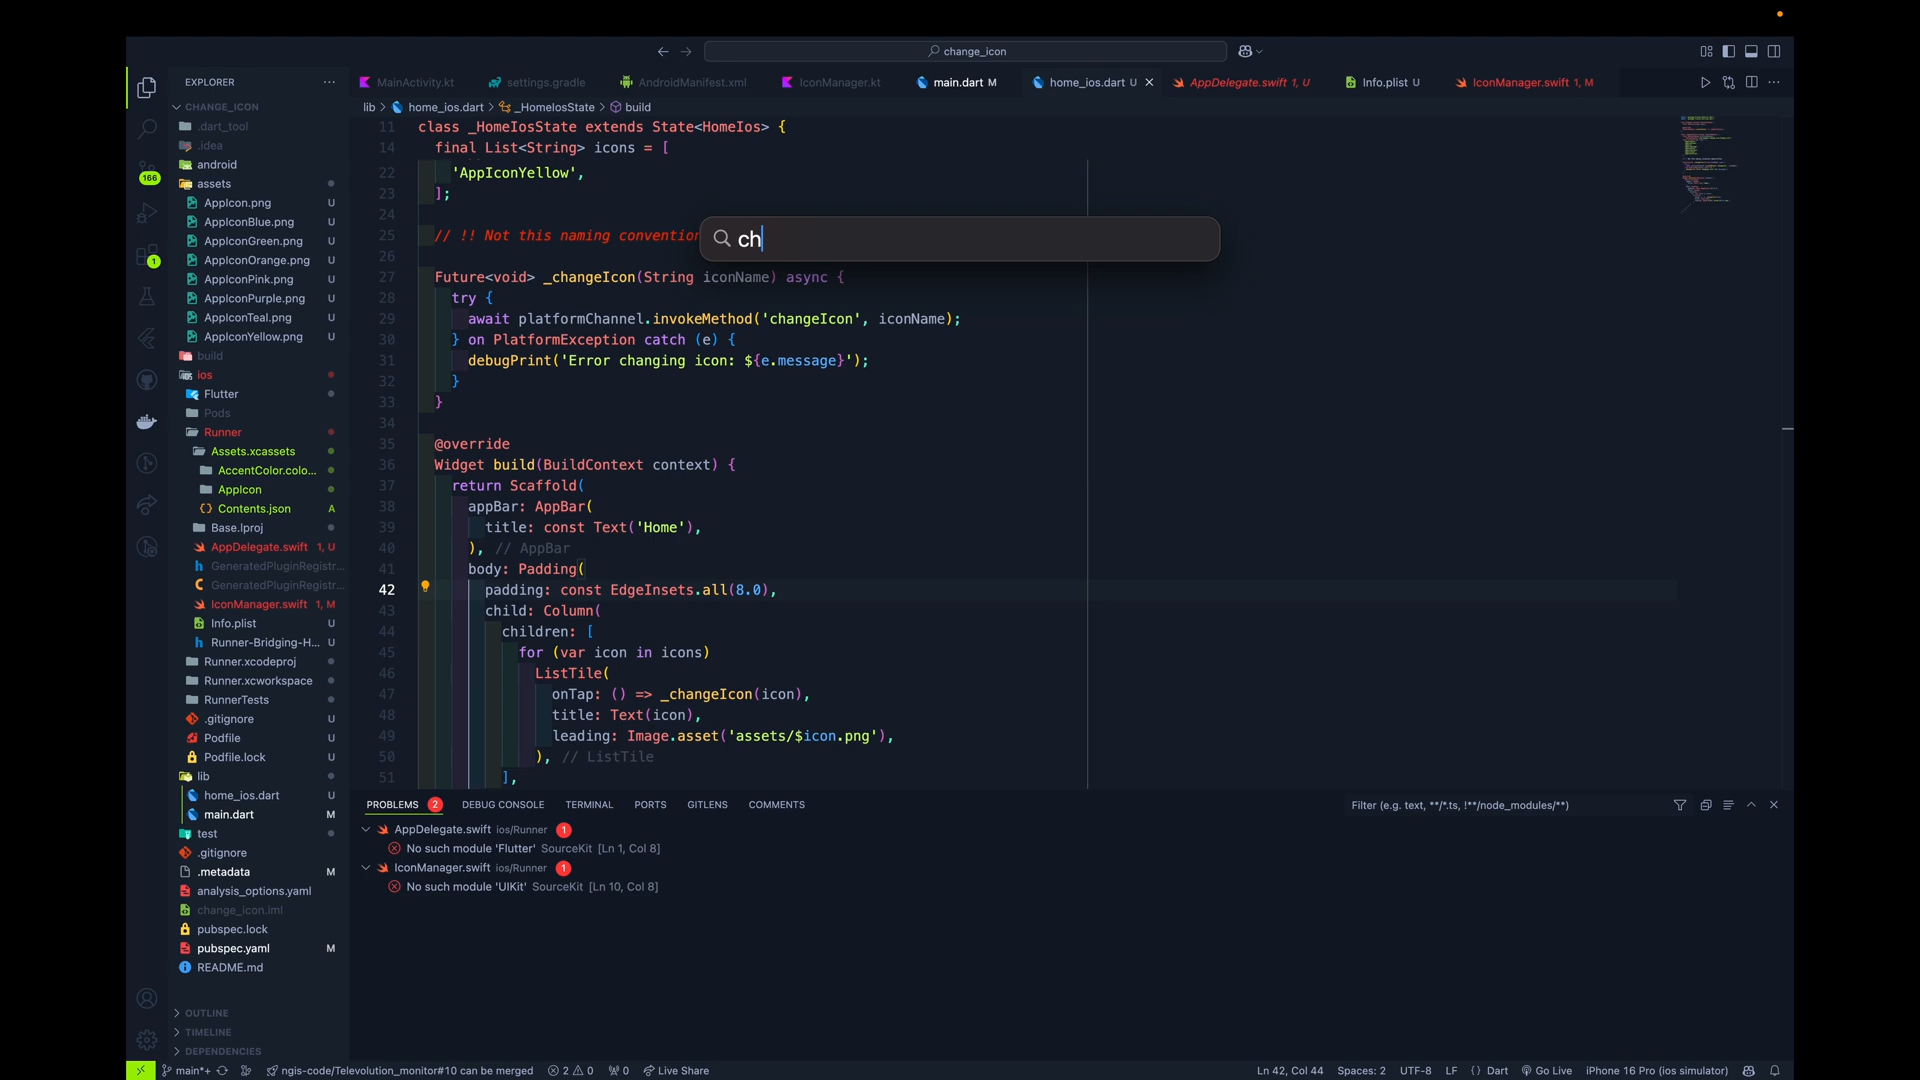 change_icon
EXPLORER
MainActivity.kt
settings.gradle
AndroidManifest.xml
IconManager.kt
main.dart M
home_ios.dart U
AppDelegate.swift 1, U
Info.plist U
IconManager.swift 1, M
CHANGE_ICON
.dart_tool
.idea
android
assets
AppIcon.png U
AppIconBlue.png U
AppIconGreen.png U
AppIconOrange.png U
AppIconPink.png U
AppIconPurple.png U
AppIconTeal.png U
AppIconYellow.png U
build
ios
Flutter
Pods
Runner
Assets.xcassets
AccentColor.colo...
AppIcon
Contents.json A
Base.lproj
AppDelegate.swift 1, U
GeneratedPluginRegistr...
GeneratedPluginRegistr...
IconManager.swift 1, M
Info.plist U
Runner-Bridging-H... U
Runner.xcodeproj
Runner.xcworkspace
RunnerTests
.gitignore U
Podfile U
Podfile.lock U
lib
home_ios.dart U
main.dart M
test
.gitignore U
.metadata M
analysis_options.yaml
change_icon.iml
pubspec.lock
pubspec.yaml M
README.md
OUTLINE
TIMELINE
DEPENDENCIES
166
1
lib > home_ios.dart > _HomeIosState > build
11 class _HomeIosState extends State<HomeIos> {
14 final List<String> icons = [
22 'AppIconYellow',
23 ];
24
25 // !! Not this naming convention
26
27 Future<void> _changeIcon(String iconName) async {
28 try {
29 await platformChannel.invokeMethod('changeIcon', iconName);
30 } on PlatformException catch (e) {
31 debugPrint('Error changing icon: ${e.message}');
32 }
33 }
34
35 @override
36 Widget build(BuildContext context) {
37 return Scaffold(
38 appBar: AppBar(
39 title: const Text('Home'),
40 ), // AppBar
41 body: Padding(
42 padding: const EdgeInsets.all(8.0),
43 child: Column(
44 children: [
45 for (var icon in icons)
46 ListTile(
47 onTap: () => _changeIcon(icon),
48 title: Text(icon),
49 leading: Image.asset('assets/$icon.png'),
50 ), // ListTile
51 ],
ch
PROBLEMS 2 DEBUG CONSOLE TERMINAL PORTS GITLENS COMMENTS
Filter (e.g. text, **/*.ts, !**/node_modules/**)
AppDelegate.swift ios/Runner 1
No such module 'Flutter' SourceKit [Ln 1, Col 8]
IconManager.swift ios/Runner 1
No such module 'UIKit' SourceKit [Ln 10, Col 8]
main*+ ngis-code/Televolution_monitor#10 can be merged 2 0 0 Live Share
Ln 42, Col 44 Spaces: 2 UTF-8 LF {} Dart Go Live iPhone 16 Pro (ios simulator)